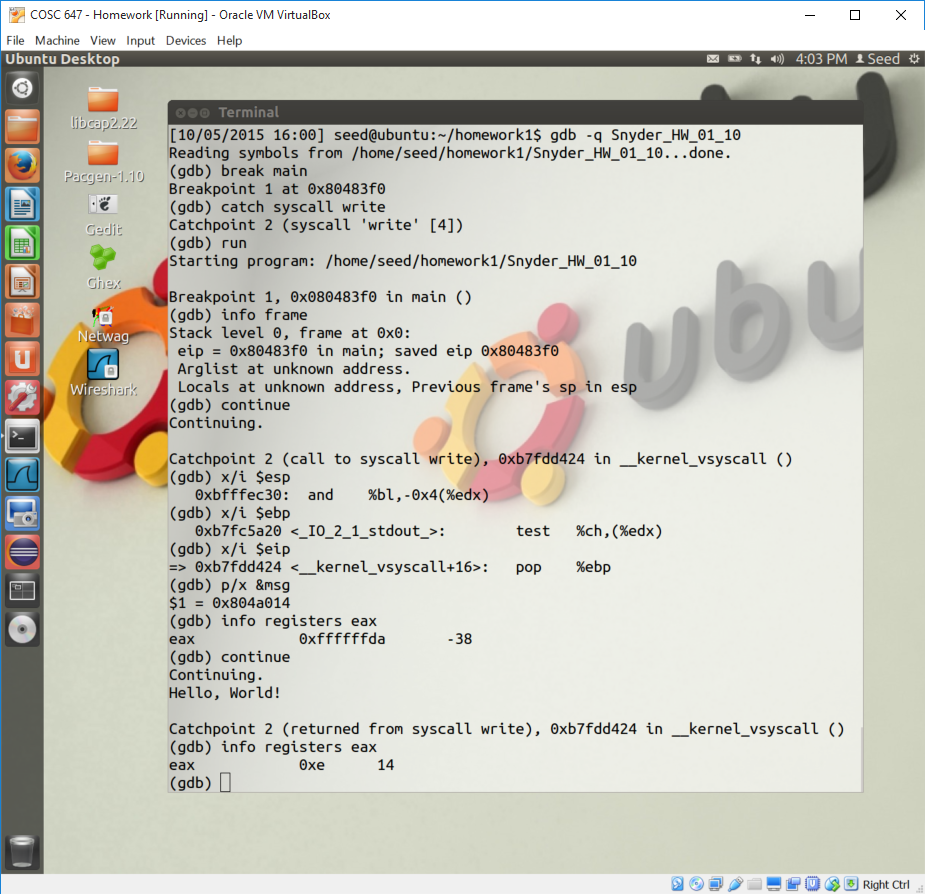 COSC 647 - Homework [Running] - Oracle VM VirtualBox
File Machine View Input Devices Help
Ubuntu Desktop
4:03 PM Seed
libcap2.22
Pacgen-1.10
Gedit
Ghex
Netwag
Wireshark
Terminal
[10/05/2015 16:00] seed@ubuntu:~/homework1$ gdb -q Snyder_HW_01_10
Reading symbols from /home/seed/homework1/Snyder_HW_01_10...done.
(gdb) break main
Breakpoint 1 at 0x80483f0
(gdb) catch syscall write
Catchpoint 2 (syscall 'write' [4])
(gdb) run
Starting program: /home/seed/homework1/Snyder_HW_01_10
Breakpoint 1, 0x080483f0 in main ()
(gdb) info frame
Stack level 0, frame at 0x0:
 eip = 0x80483f0 in main; saved eip 0x80483f0
 Arglist at unknown address.
 Locals at unknown address, Previous frame's sp in esp
(gdb) continue
Continuing.
Catchpoint 2 (call to syscall write), 0xb7fdd424 in __kernel_vsyscall ()
(gdb) x/i $esp
   0xbfffec30:  and    %bl,-0x4(%edx)
(gdb) x/i $ebp
   0xb7fc5a20 <_IO_2_1_stdout_>:        test   %ch,(%edx)
(gdb) x/i $eip
=> 0xb7fdd424 <__kernel_vsyscall+16>:   pop    %ebp
(gdb) p/x &msg
$1 = 0x804a014
(gdb) info registers eax
eax            0xffffffda       -38
(gdb) continue
Continuing.
Hello, World!
Catchpoint 2 (returned from syscall write), 0xb7fdd424 in __kernel_vsyscall ()
(gdb) info registers eax
eax            0xe      14
(gdb)
ubu
Right Ctrl